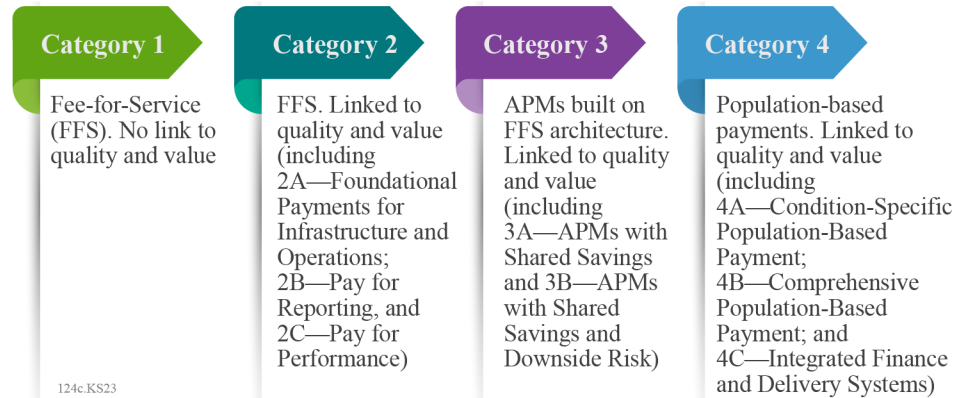 Category 1
Fee-for-Service
(FFS). No link to
quality and value
Category 2
FFS. Linked to
quality and value
(including
2A—Foundational
Payments for
Infrastructure and
Operations;
2B—Pay for
Reporting, and
2C—Pay for
Performance)
Category 3
APMs built on
FFS architecture.
Linked to quality
and value
(including
3A—APMs with
Shared Savings
and 3B—APMs
with Shared
Savings and
Downside Risk)
Category 4
Population-based
payments. Linked to
quality and value
(including
4A—Condition-Specific
Population-Based
Payment;
4B—Comprehensive
Population-Based
Payment; and
4C—Integrated Finance
and Delivery Systems)
124c.KS23